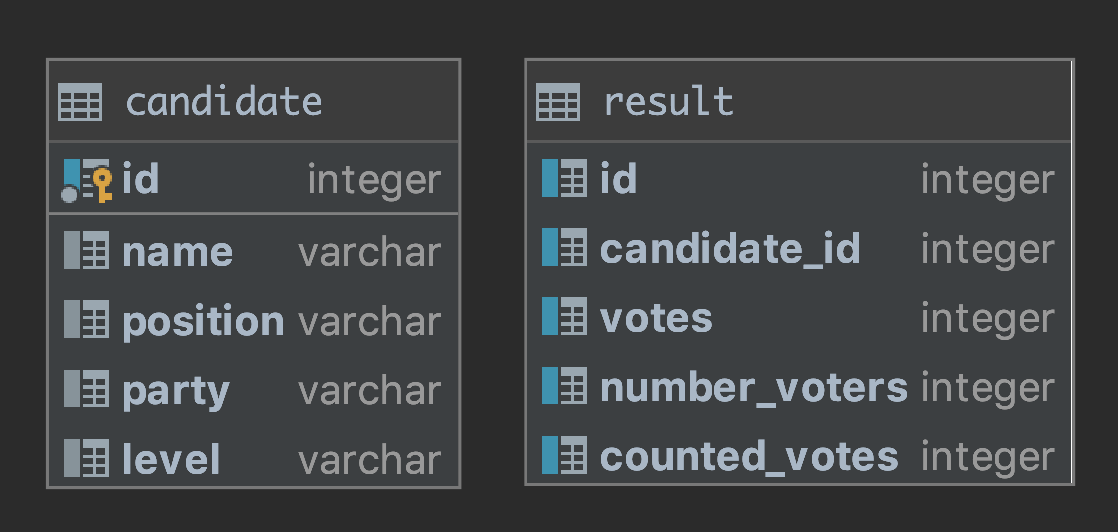 candidate
id integer
name varchar
position varchar
party varchar
level varchar
result
id integer
candidate_id integer
votes integer
number_voters integer
counted_votes integer